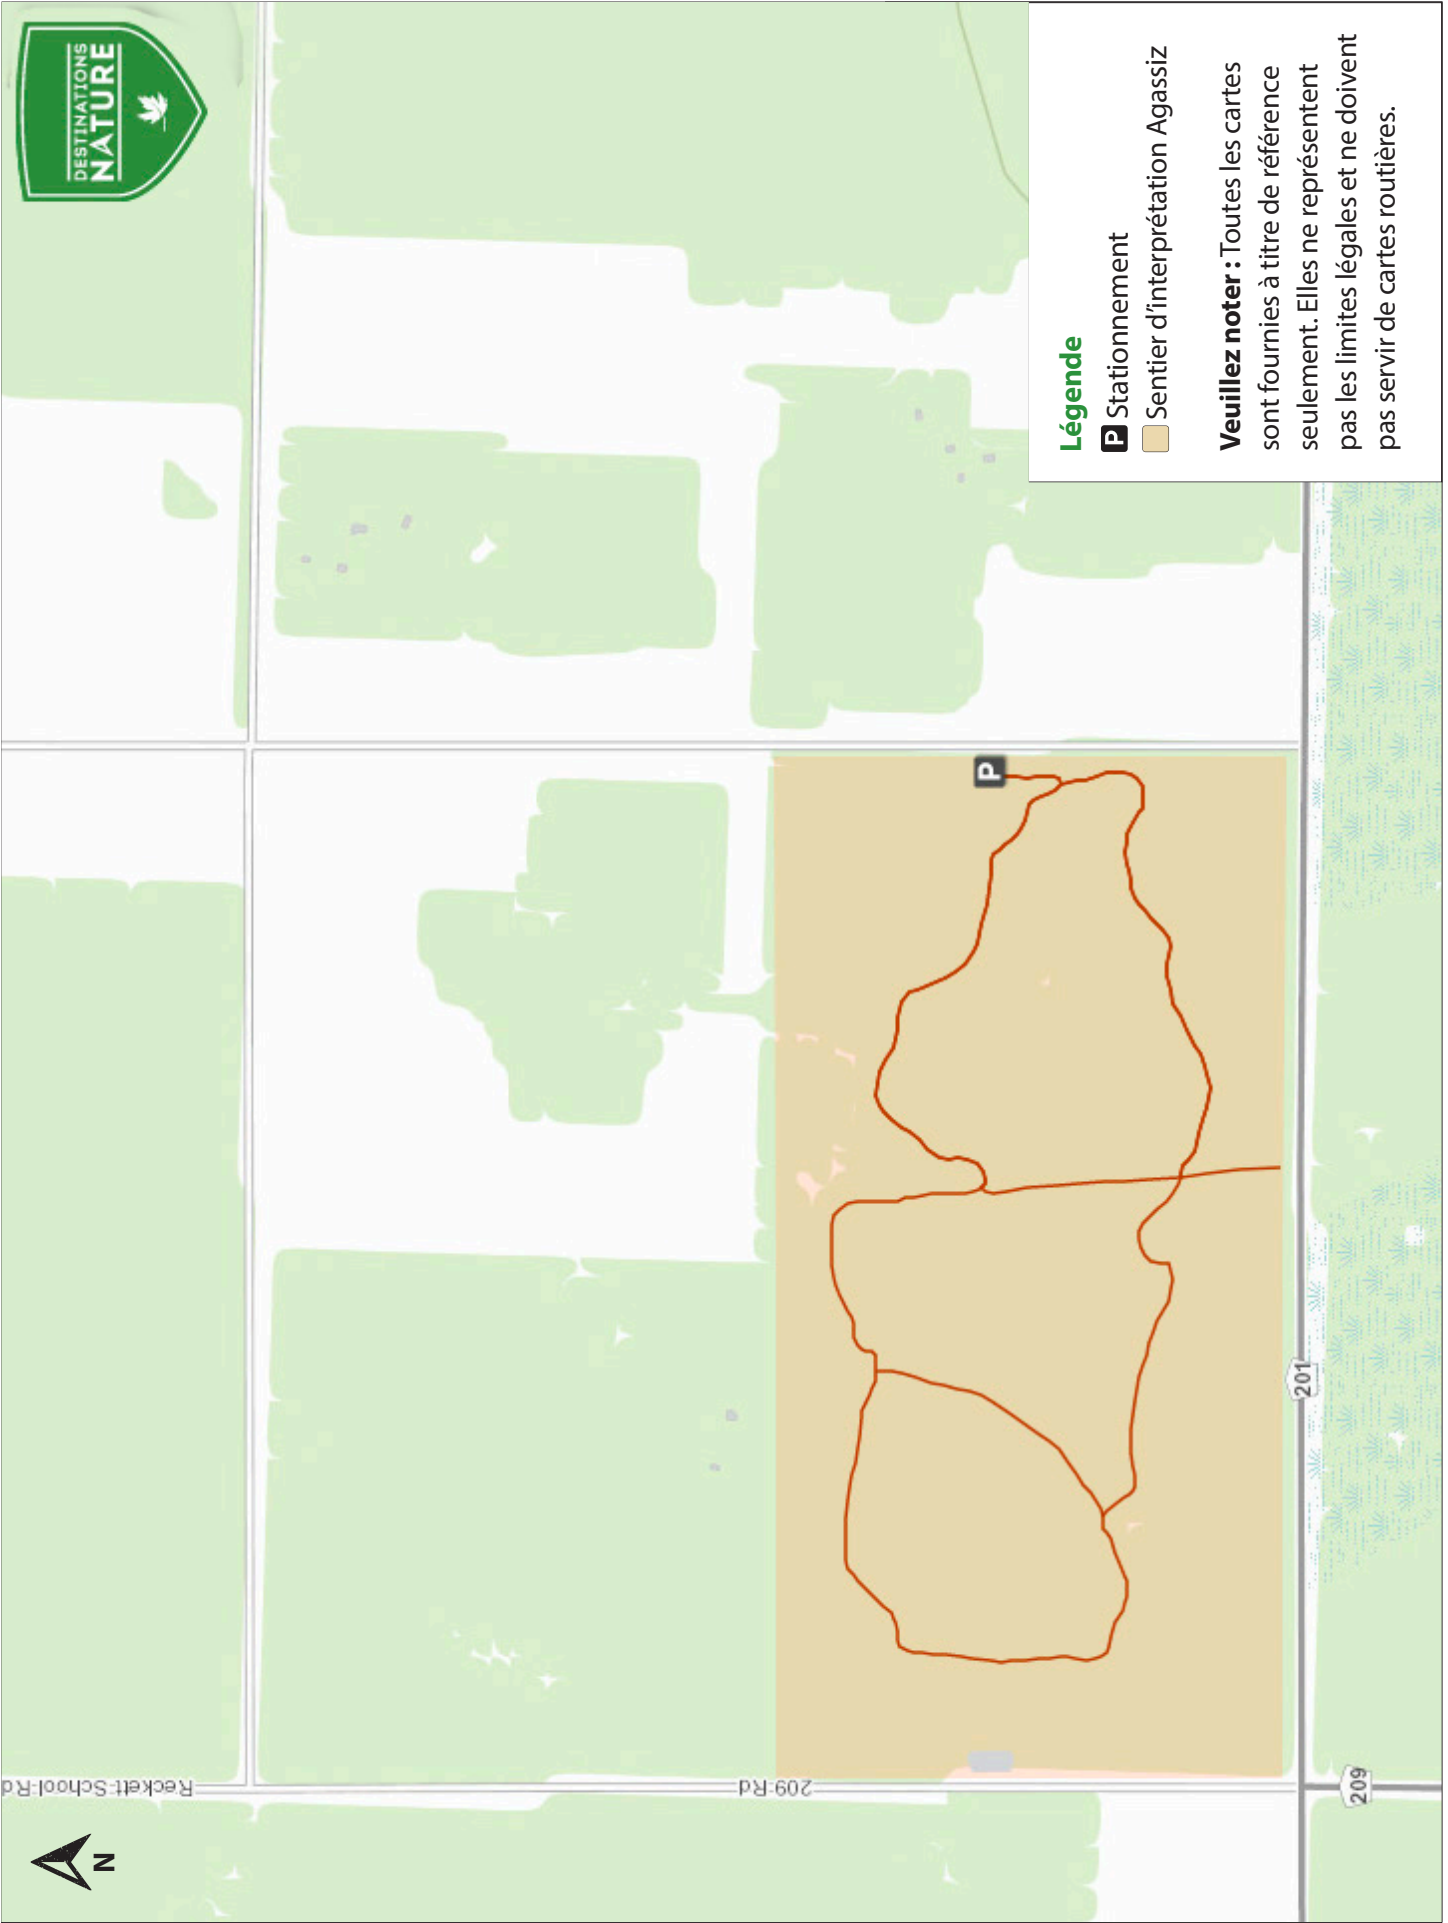 DESTINATIONS
NATURE
Légende
P Stationnement
Sentier d'interprétation Agassiz
Veuillez noter : Toutes les cartes
sont fournies à titre de référence
seulement. Elles ne représentent
pas les limites légales et ne doivent
pas servir de cartes routières.
P
201
209
209 Rd
Reckett School Rd
N